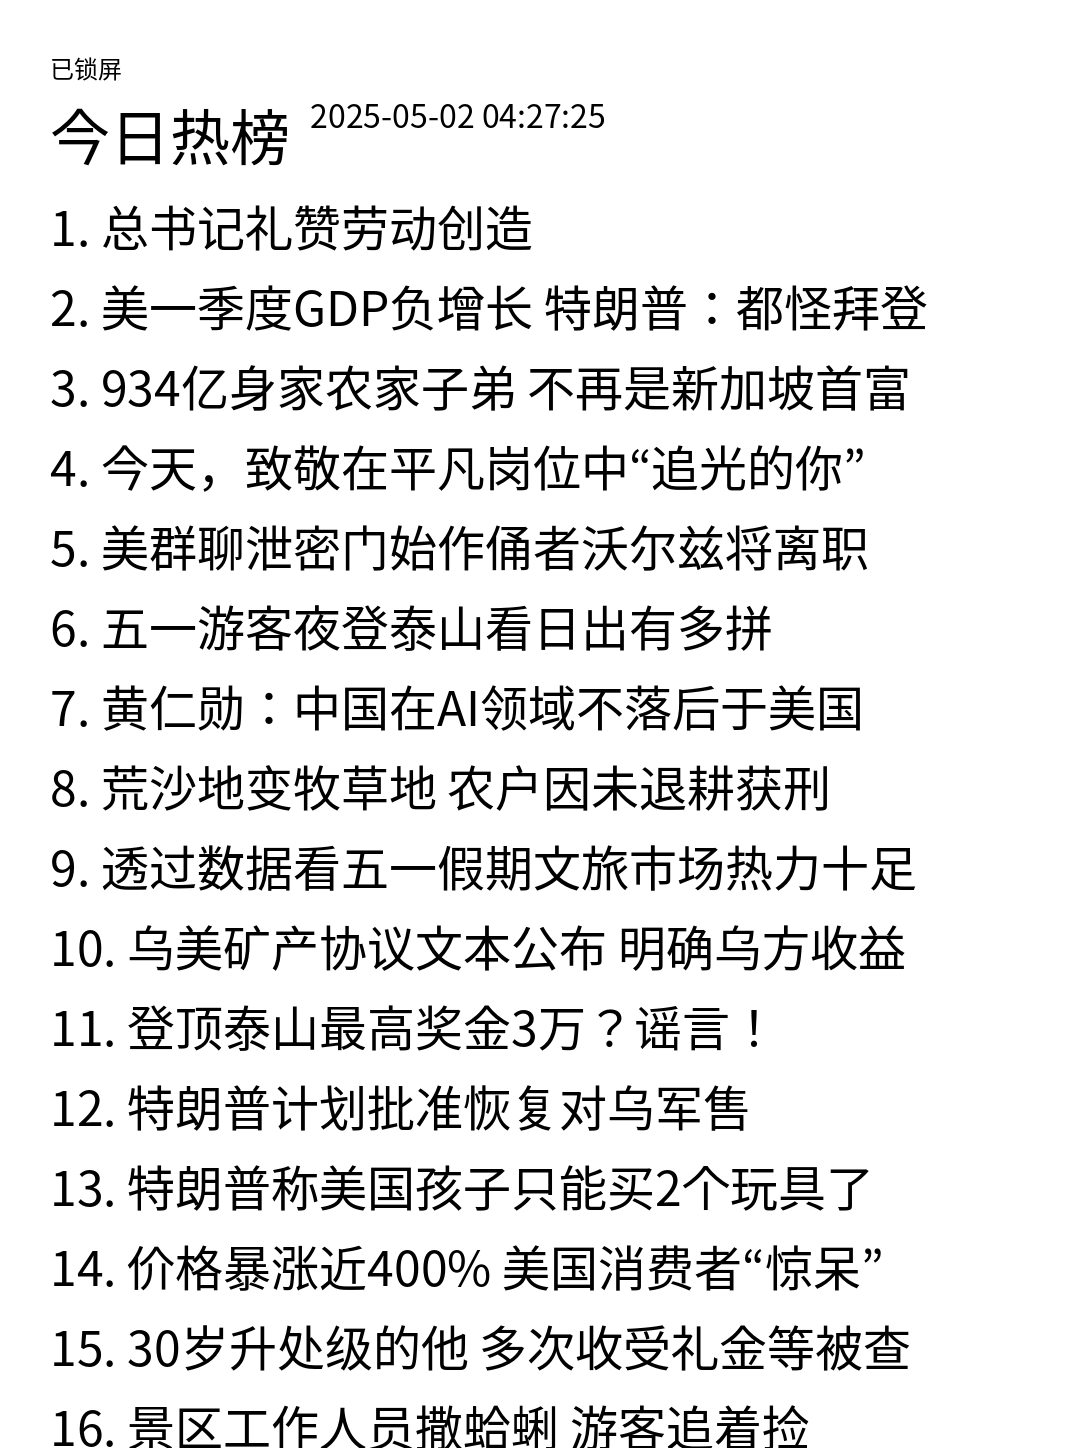 已锁屏
今日热榜 2025-05-02 04:27:25
1. 总书记礼赞劳动创造
2. 美一季度GDP负增长 特朗普：都怪拜登
3. 934亿身家农家子弟 不再是新加坡首富
4. 今天，致敬在平凡岗位中“追光的你”
5. 美群聊泄密门始作俑者沃尔兹将离职
6. 五一游客夜登泰山看日出有多拼
7. 黄仁勋：中国在AI领域不落后于美国
8. 荒沙地变牧草地 农户因未退耕获刑
9. 透过数据看五一假期文旅市场热力十足
10. 乌美矿产协议文本公布 明确乌方收益
11. 登顶泰山最高奖金3万？谣言！
12. 特朗普计划批准恢复对乌军售
13. 特朗普称美国孩子只能买2个玩具了
14. 价格暴涨近400% 美国消费者“惊呆”
15. 30岁升处级的他 多次收受礼金等被查
16. 景区工作人员撒蛤蜊 游客追着捡